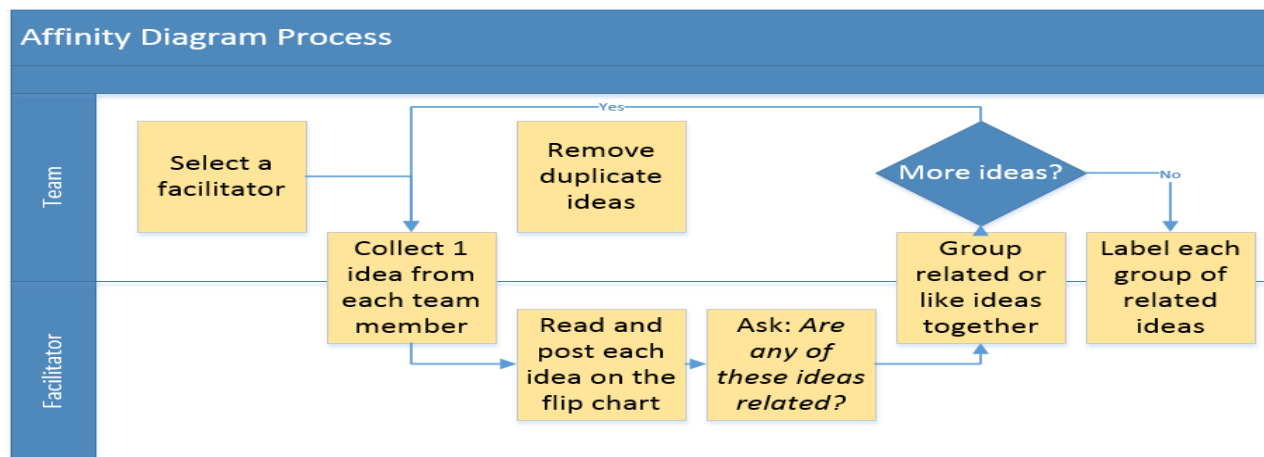 Affinity Diagram Process
Team
Yes
Select a
facilitator
Remove
duplicate
ideas
More ideas?
No
Collect 1
idea from
each team
member
Group
related or
like ideas
together
Label each
group of
related
ideas
Facilitator
Read and
post each
idea on the
flip chart
Ask: Are
any of
these ideas
related?